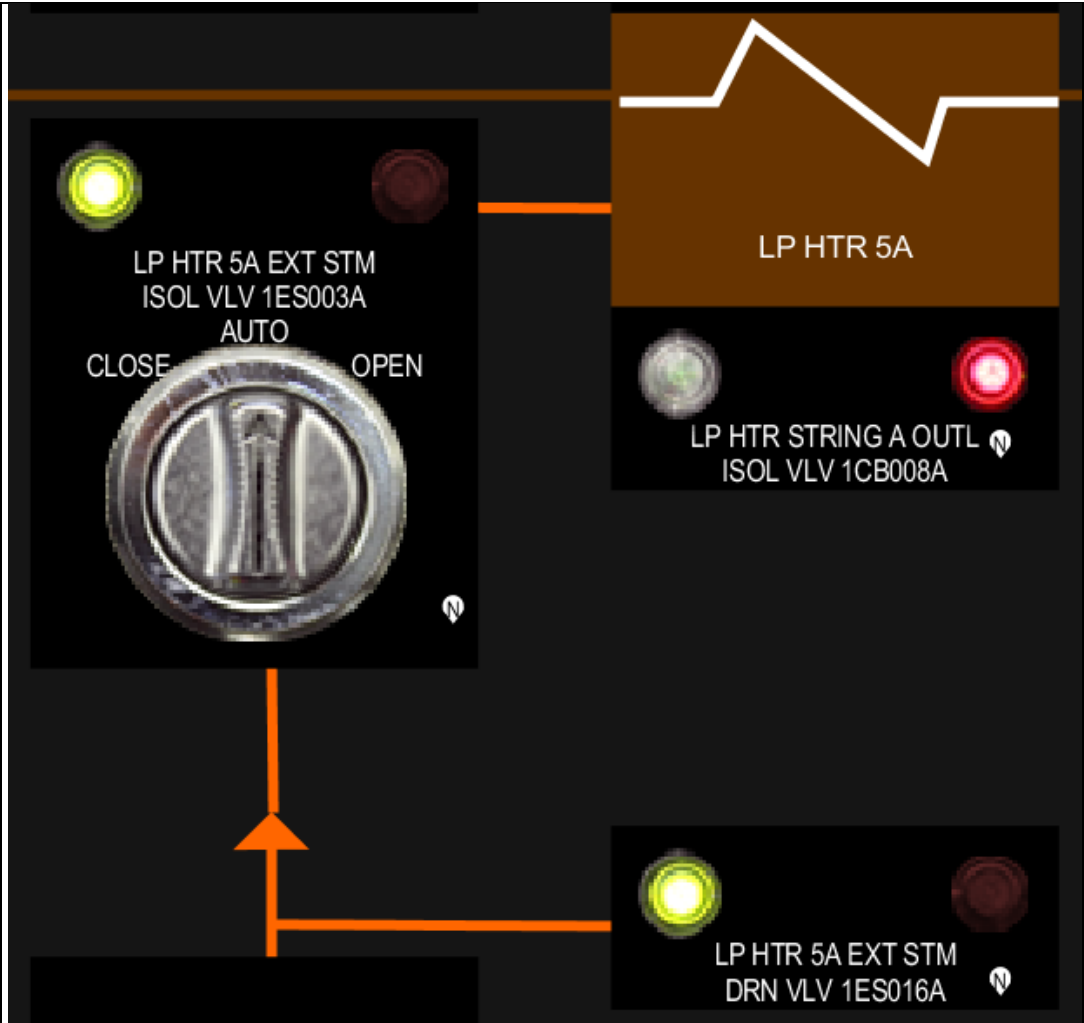 LP HTR 5A EXT STM
ISOL VLV 1ES003A
AUTO
CLOSE OPEN
N
LP HTR 5A
LP HTR STRING A OUTL N
ISOL VLV 1CB008A
LP HTR 5A EXT STM
DRN VLV 1ES016A N